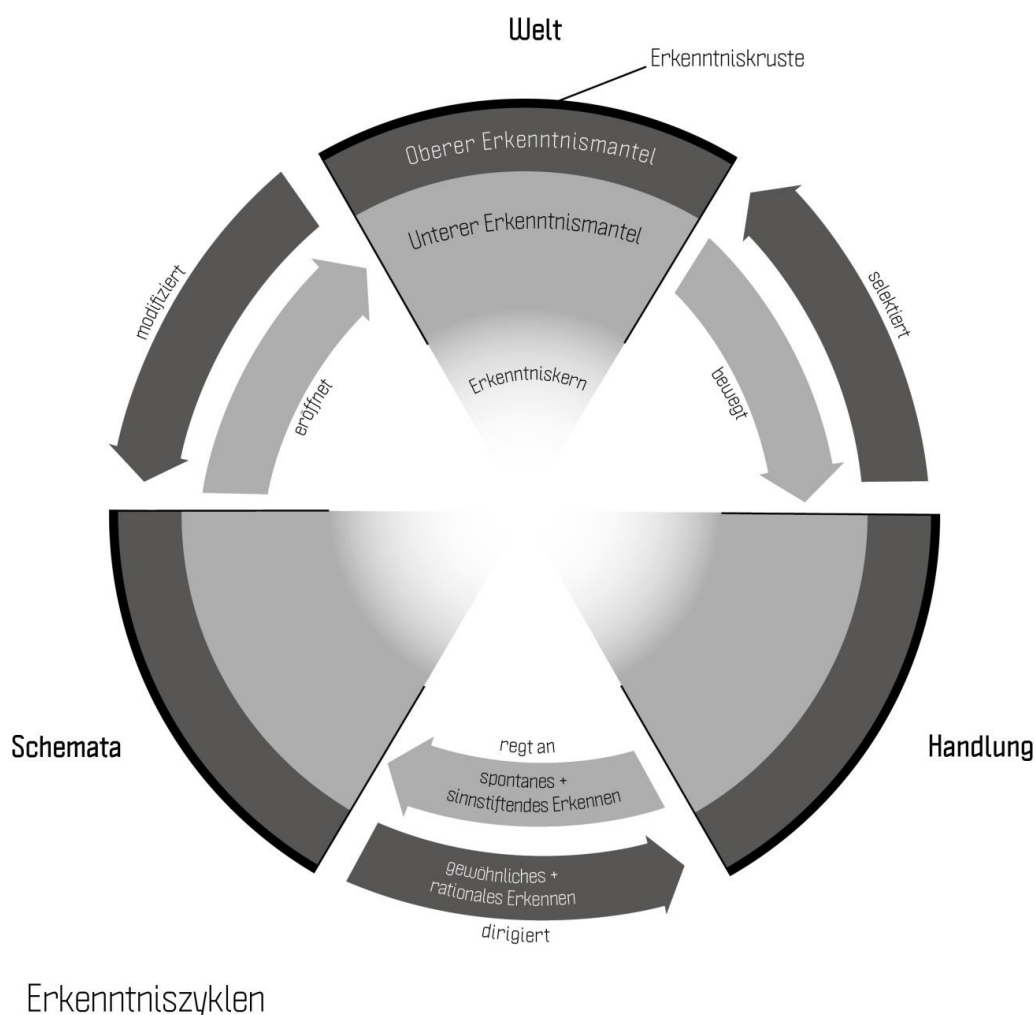 Welt
Erkenntniskruste
Oberer Erkenntnismantel
Unterer Erkenntnismantel
Erkenntniskern
modifiziert
eröffnet
bewegt
selektiert
Schemata
Handlung
regt an
spontanes +
sinnstiftendes Erkennen
gewöhnliches +
rationales Erkennen
dirigiert
Erkenntniszyklen